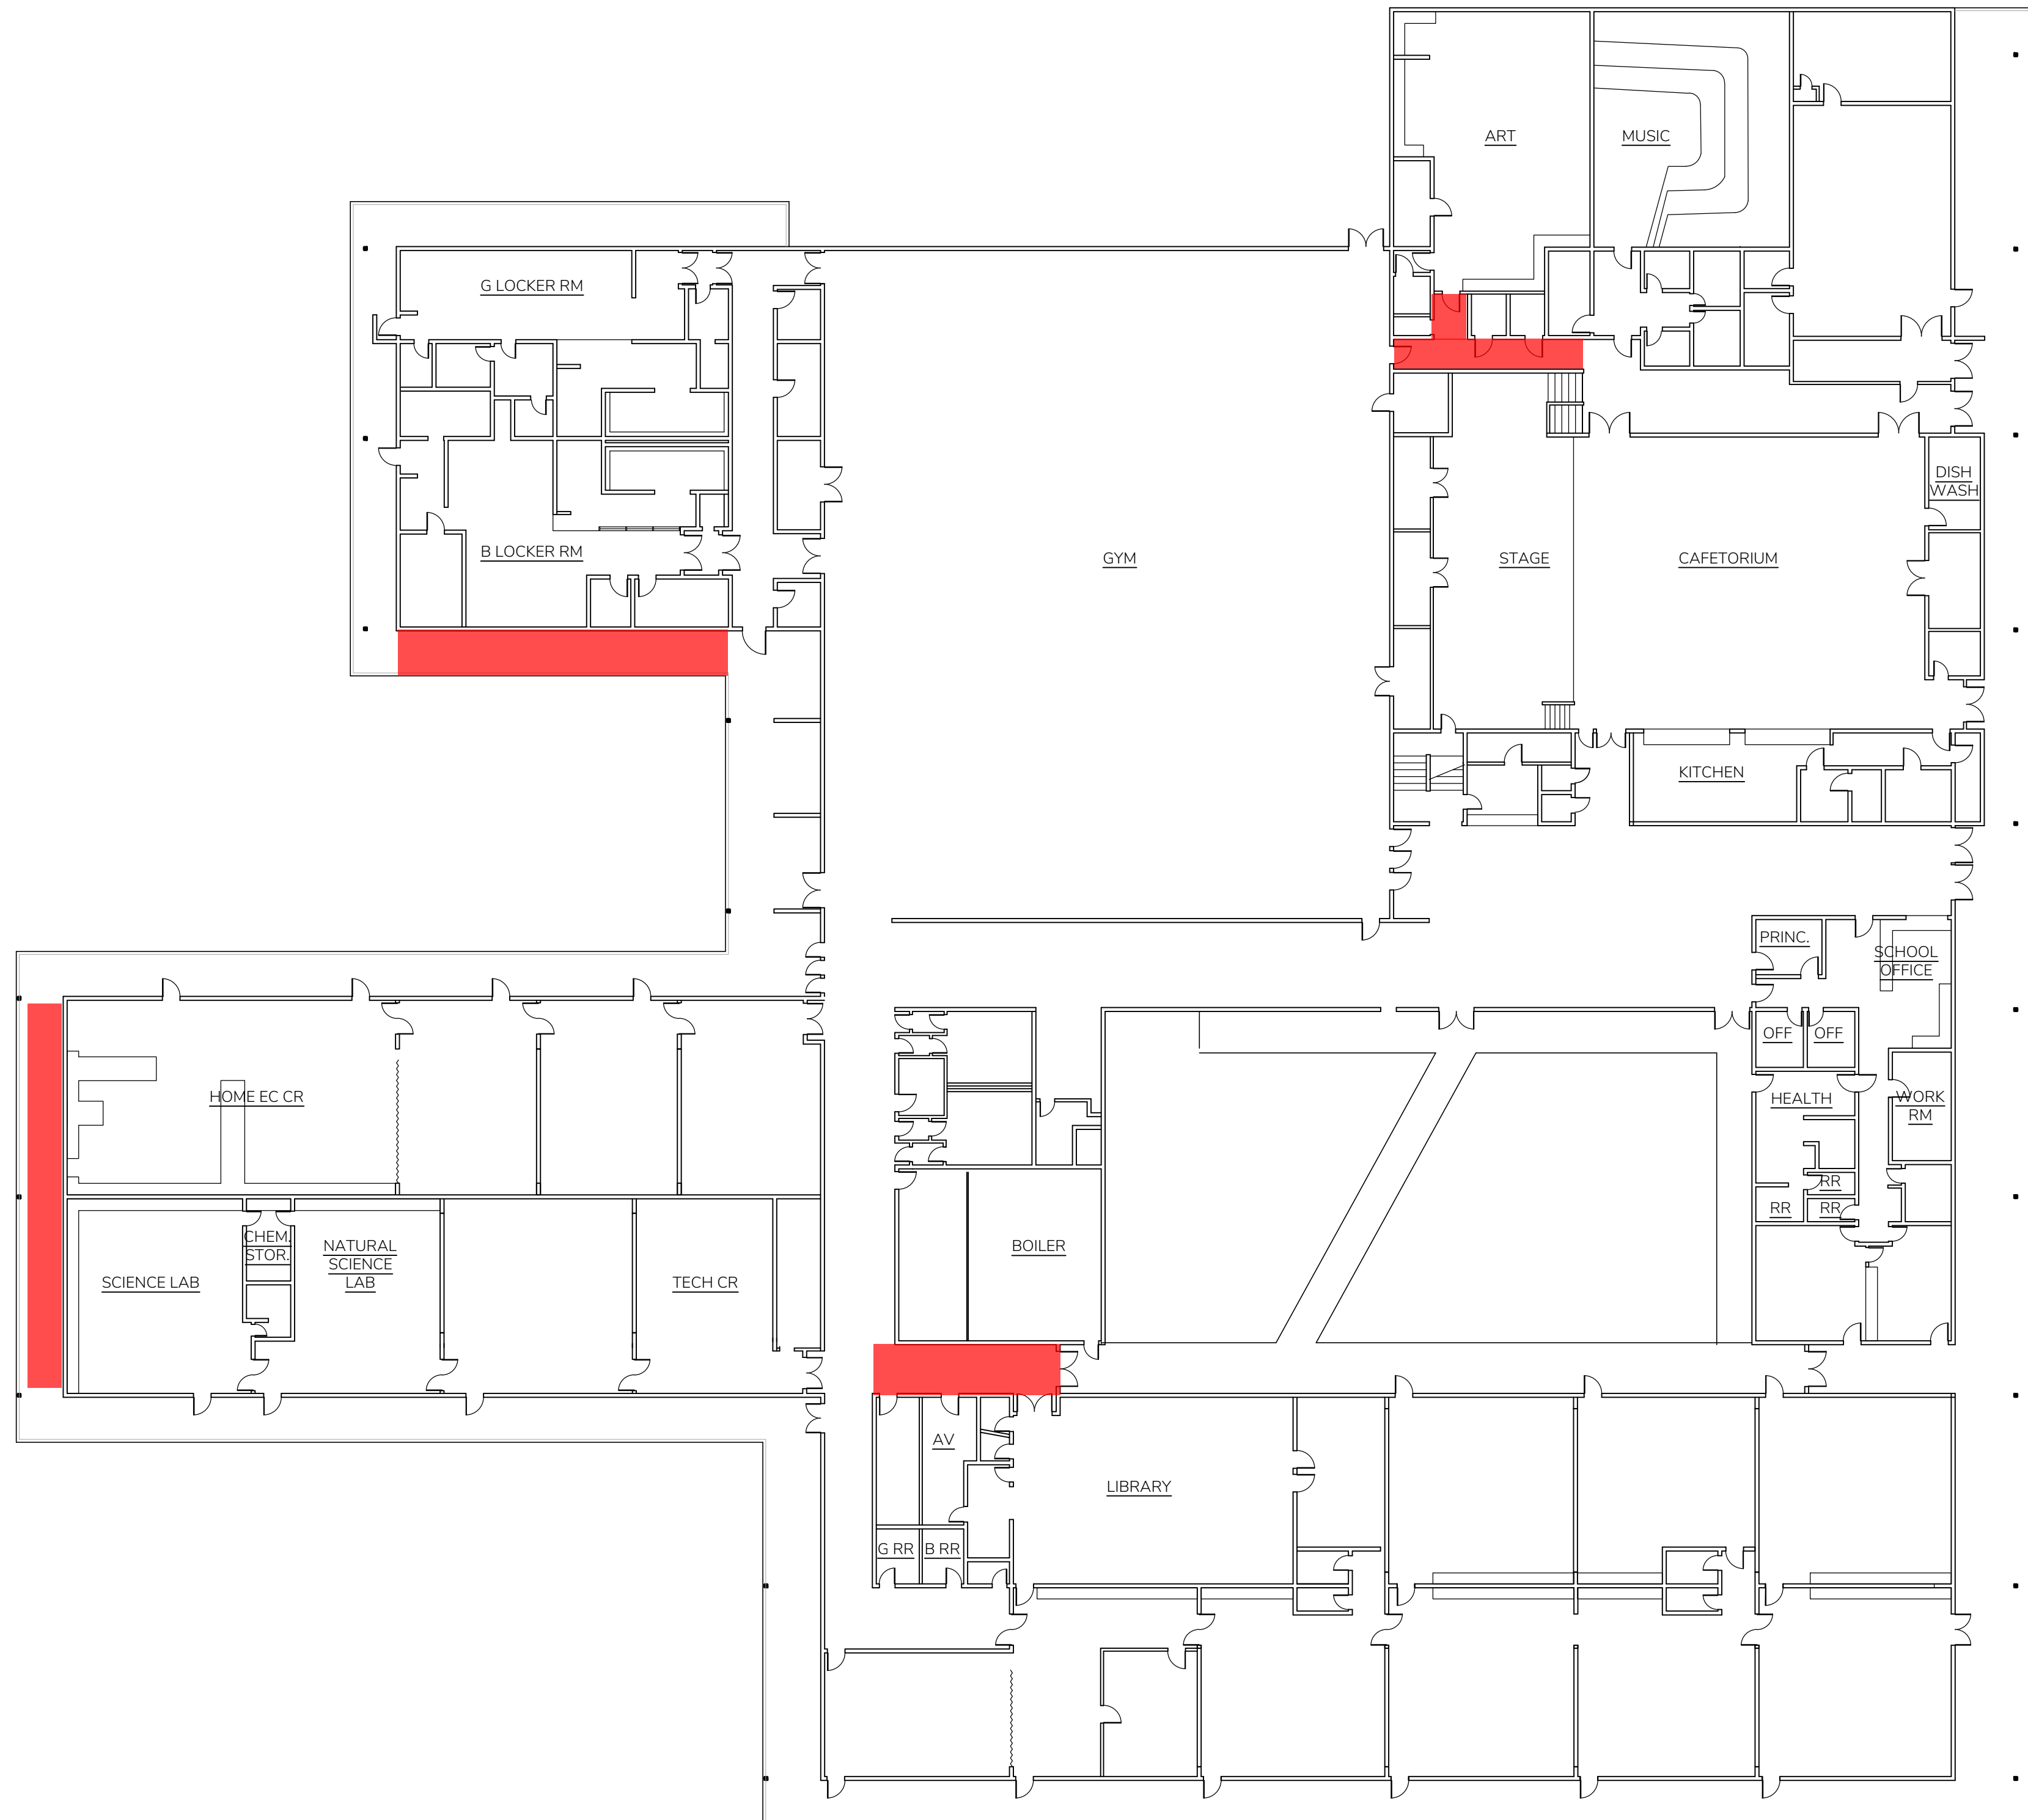 ART
MUSIC
G LOCKER RM
DISH
WASH
B LOCKER RM
GYM
STAGE
CAFETORIUM
KITCHEN
PRINC.
SCHOOL
OFFICE
OFF
OFF
HOME EC CR
HEALTH
WORK
RM
RR
RR
RR
CHEM.
STOR.
NATURAL
SCIENCE
LAB
BOILER
SCIENCE LAB
TECH CR
AV
LIBRARY
G RR
B RR